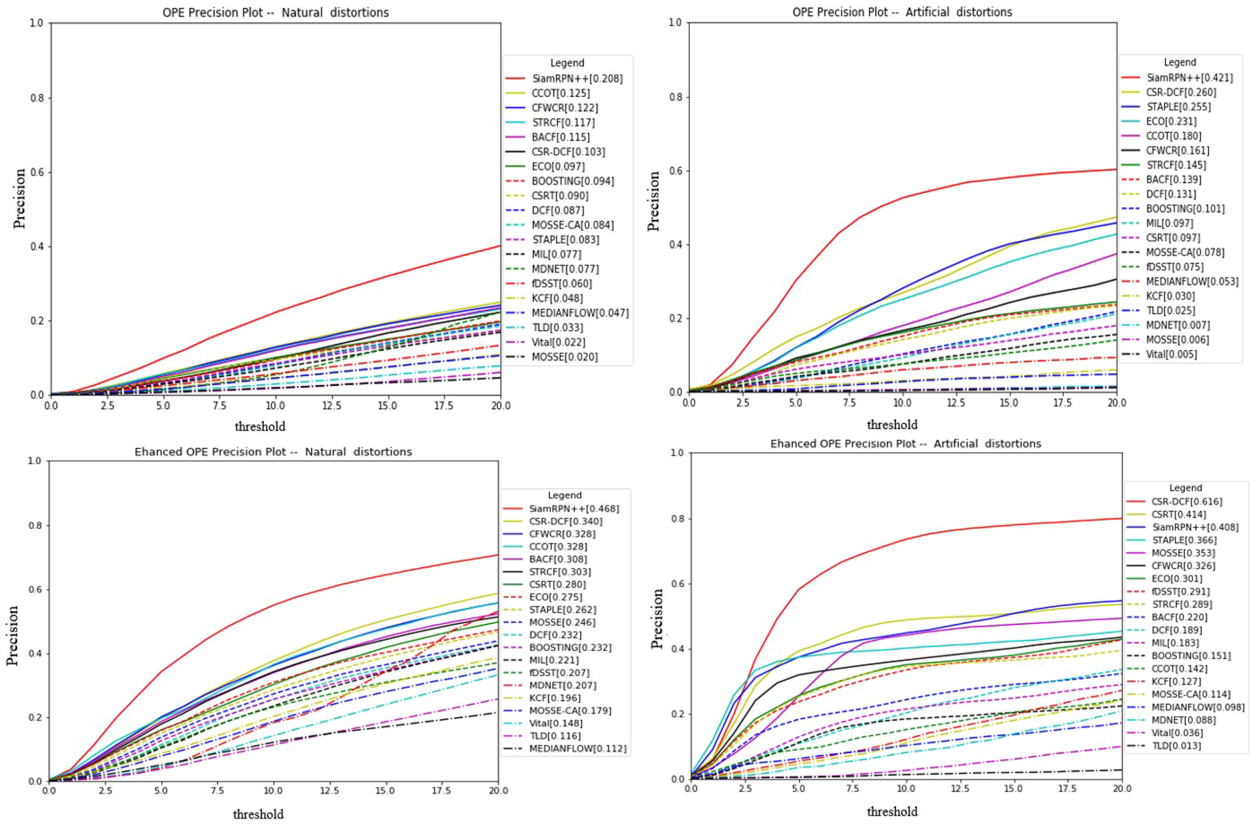 OPE Precision Plot -- Natural distortions
1.0
0.8
0.6
0.4
0.2
0.0
0.0 2.5 5.0 7.5 10.0 12.5 15.0 17.5 20.0
Precision
threshold
Legend
SiamRPN++[0.208]
CCOT[0.125]
CFWCR[0.122]
STRCF[0.117]
BACF[0.115]
CSR-DCF[0.103]
ECO[0.097]
BOOSTING[0.094]
CSRT[0.090]
DCF[0.087]
MOSSE-CA[0.084]
STAPLE[0.083]
MIL[0.077]
MDNET[0.077]
fDSST[0.060]
KCF[0.048]
MEDIANFLOW[0.047]
TLD[0.033]
Vital[0.022]
MOSSE[0.020]
OPE Precision Plot -- Artificial distortions
1.0
0.8
0.6
0.4
0.2
0.0
0.0 2.5 5.0 7.5 10.0 12.5 15.0 17.5 20.0
Precision
threshold
Legend
SiamRPN++[0.421]
CSR-DCF[0.260]
STAPLE[0.255]
ECO[0.231]
CCOT[0.180]
CFWCR[0.161]
STRCF[0.145]
BACF[0.139]
DCF[0.131]
BOOSTING[0.101]
MIL[0.097]
CSRT[0.097]
MOSSE-CA[0.078]
fDSST[0.075]
MEDIANFLOW[0.053]
KCF[0.030]
TLD[0.025]
MDNET[0.007]
MOSSE[0.006]
Vital[0.005]
Ehanced OPE Precision Plot -- Natural distortions
1.0
0.8
0.6
0.4
0.2
0.0
0.0 2.5 5.0 7.5 10.0 12.5 15.0 17.5 20.0
Precision
threshold
Legend
SiamRPN++[0.468]
CSR-DCF[0.340]
CFWCR[0.328]
CCOT[0.328]
BACF[0.308]
STRCF[0.303]
CSRT[0.280]
ECO[0.275]
STAPLE[0.262]
MOSSE[0.246]
DCF[0.232]
BOOSTING[0.232]
MIL[0.221]
fDSST[0.207]
MDNET[0.207]
KCF[0.196]
MOSSE-CA[0.179]
Vital[0.148]
TLD[0.116]
MEDIANFLOW[0.112]
Ehanced OPE Precision Plot -- Artificial distortions
1.0
0.8
0.6
0.4
0.2
0.0
0.0 2.5 5.0 7.5 10.0 12.5 15.0 17.5 20.0
Precision
threshold
Legend
CSR-DCF[0.616]
CSRT[0.414]
SiamRPN++[0.408]
STAPLE[0.366]
MOSSE[0.353]
CFWCR[0.326]
ECO[0.301]
fDSST[0.291]
STRCF[0.289]
BACF[0.220]
DCF[0.189]
MIL[0.183]
BOOSTING[0.151]
CCOT[0.142]
KCF[0.127]
MOSSE-CA[0.114]
MEDIANFLOW[0.098]
MDNET[0.088]
Vital[0.036]
TLD[0.013]